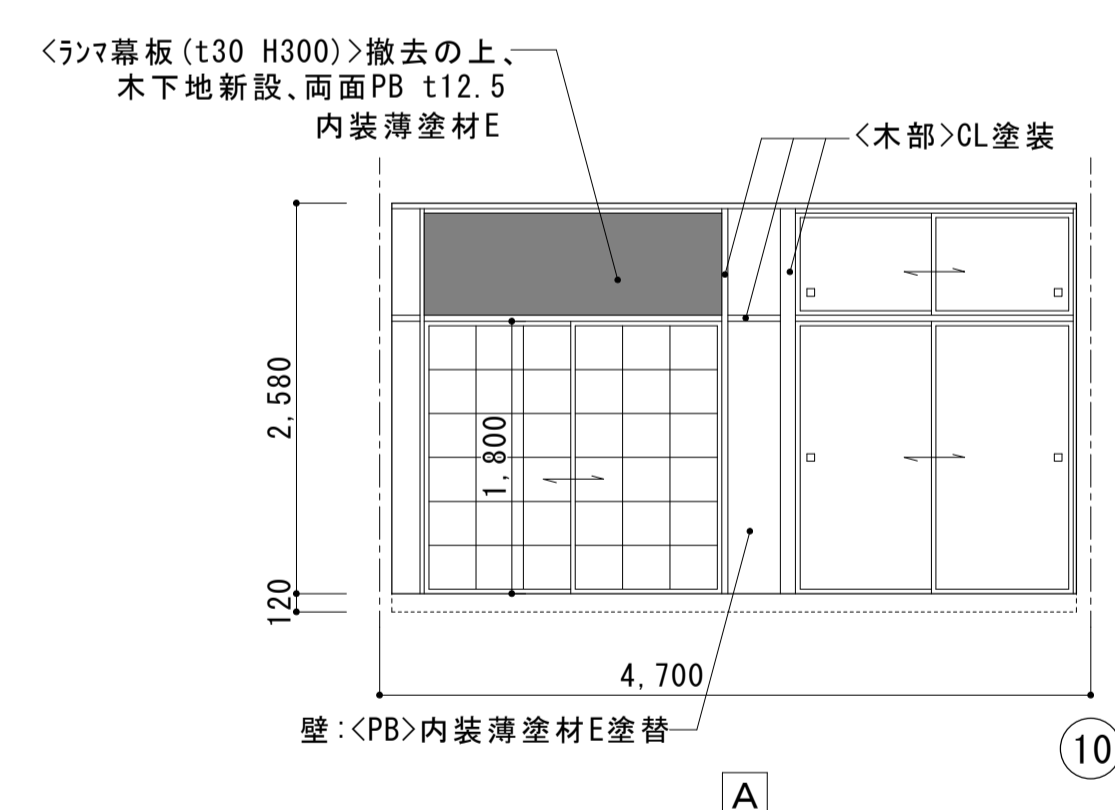 <ランマ幕板(t30 H300)>撤去の上、
木下地新設、両面PB t12.5
内装薄塗材E
<木部>CL塗装
2,580
1,800
120
4,700
壁:<PB>内装薄塗材E塗替
10
A